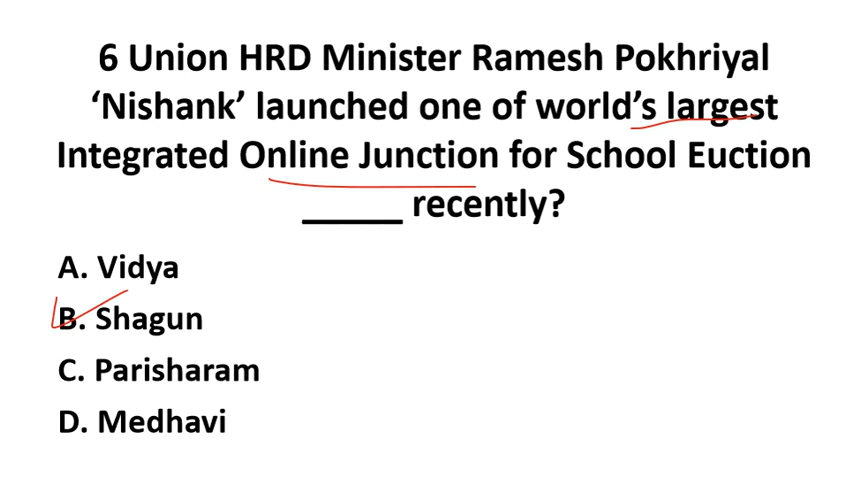 6 Union HRD Minister Ramesh Pokhriyal
‘Nishank’ launched one of world’s largest
Integrated Online Junction for School Euction
_____ recently?
A. Vidya
B. Shagun
C. Parisharam
D. Medhavi